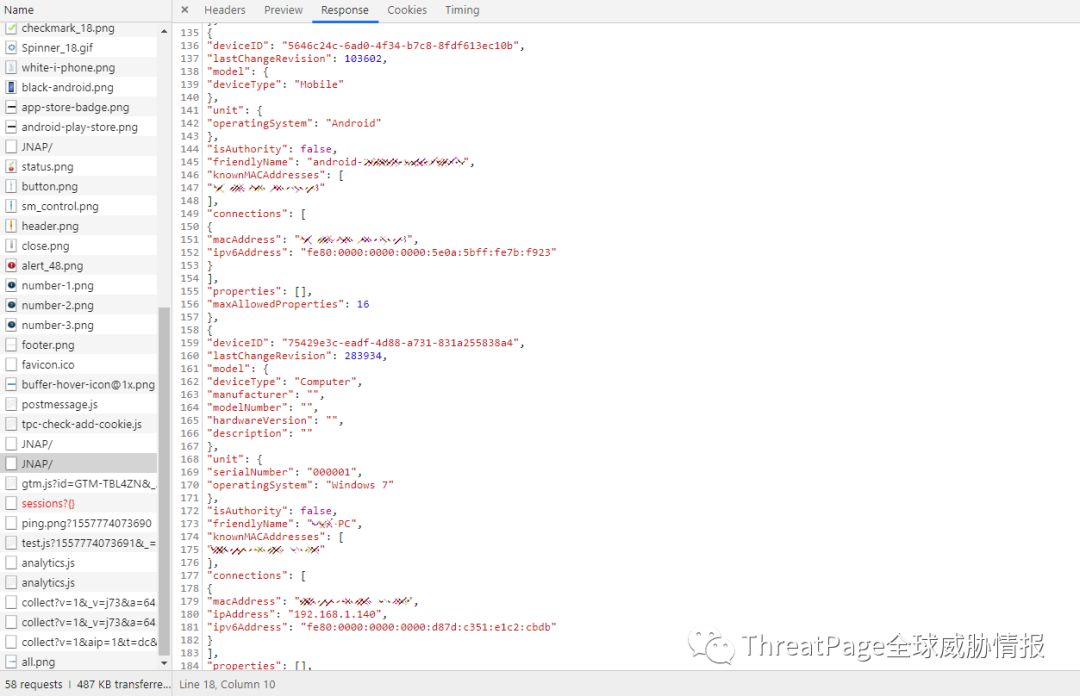 Name
Headers Preview Response Cookies Timing
checkmark_18.png
Spinner_18.gif
white-i-phone.png
black-android.png
app-store-badge.png
android-play-store.png
JNAP/
status.png
button.png
sm_control.png
header.png
close.png
alert_48.png
number-1.png
number-2.png
number-3.png
footer.png
favicon.ico
buffer-hover-icon@1x.png
postmessage.js
tpc-check-add-cookie.js
JNAP/
JNAP/
gtm.js?id=GTM-TBL4ZN&_.
sessions?{}
ping.png?1557774073690
test.js?1557774073691&_=
analytics.js
analytics.js
collect?v=1&_v=j73&a=64.
collect?v=1&_v=j73&a=64.
collect?v=1&aip=1&t=dc&
all.png
58 requests | 487 KB transferre...
135 {
136 "deviceID": "5646c24c-6ad0-4f34-b7c8-8fdf613ec10b",
137 "lastChangeRevision": 103602,
138 "model": {
139 "deviceType": "Mobile"
140 },
141 "unit": {
142 "operatingSystem": "Android"
143 },
144 "isAuthority": false,
145 "friendlyName": "android-",
146 "knownMACAddresses": [
147 ""
148 ],
149 "connections": [
150 {
151 "macAddress": "",
152 "ipv6Address": "fe80:0000:0000:0000:5e0a:5bff:fe7b:f923"
153 }
154 ],
155 "properties": [],
156 "maxAllowedProperties": 16
157 },
158 {
159 "deviceID": "75429e3c-eadf-4d88-a731-831a255838a4",
160 "lastChangeRevision": 283934,
161 "model": {
162 "deviceType": "Computer",
163 "manufacturer": "",
164 "modelNumber": "",
165 "hardwareVersion": "",
166 "description": ""
167 },
168 "unit": {
169 "serialNumber": "000001",
170 "operatingSystem": "Windows 7"
171 },
172 "isAuthority": false,
173 "friendlyName": "-PC",
174 "knownMACAddresses": [
175 ""
176 ],
177 "connections": [
178 {
179 "macAddress": "",
180 "ipAddress": "192.168.1.140",
181 "ipv6Address": "fe80:0000:0000:0000:d87d:c351:e1c2:cbdb"
182 }
183 ],
184 "properties": [],
Line 18, Column 10
ThreatPage全球威胁情报